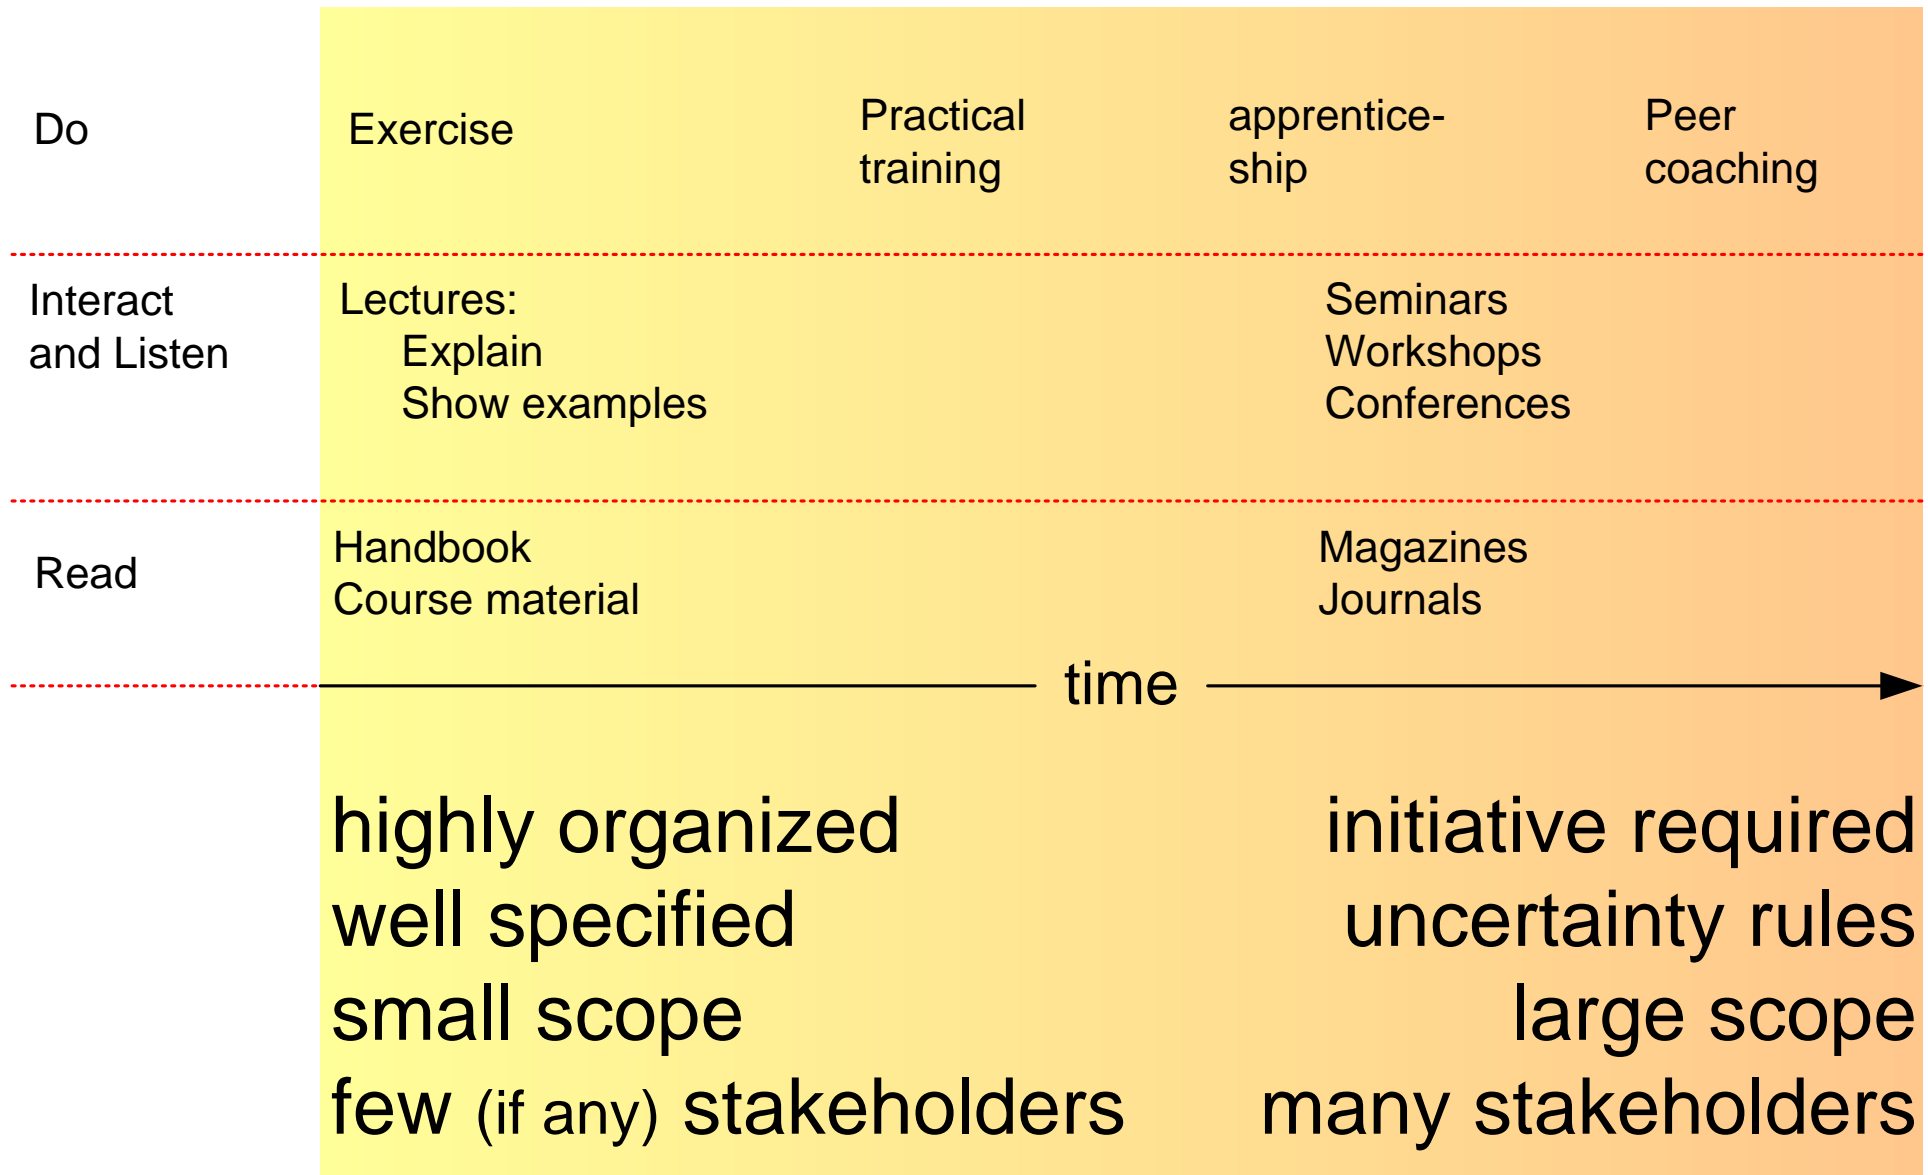 Do
Exercise
Practical
training
apprentice-
ship
Peer
coaching
Interact
and Listen
Lectures:
Explain
Show examples
Seminars
Workshops
Conferences
Read
Handbook
Course material
Magazines
Journals
time
highly organized
well specified
small scope
few (if any) stakeholders
initiative required
uncertainty rules
large scope
many stakeholders